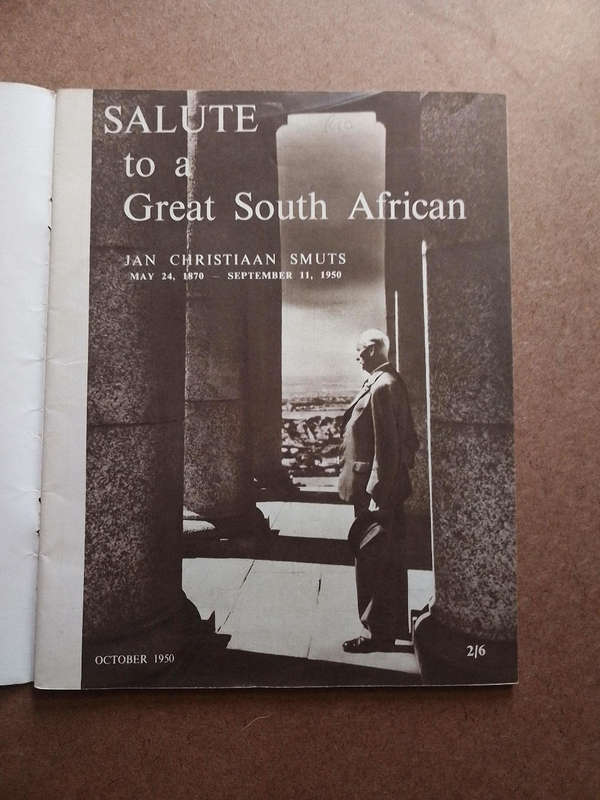 SALUTE
to a
Great South African
JAN CHRISTIAAN SMUTS
MAY 24, 1870 — SEPTEMBER 11, 1950
OCTOBER 1950
2/6